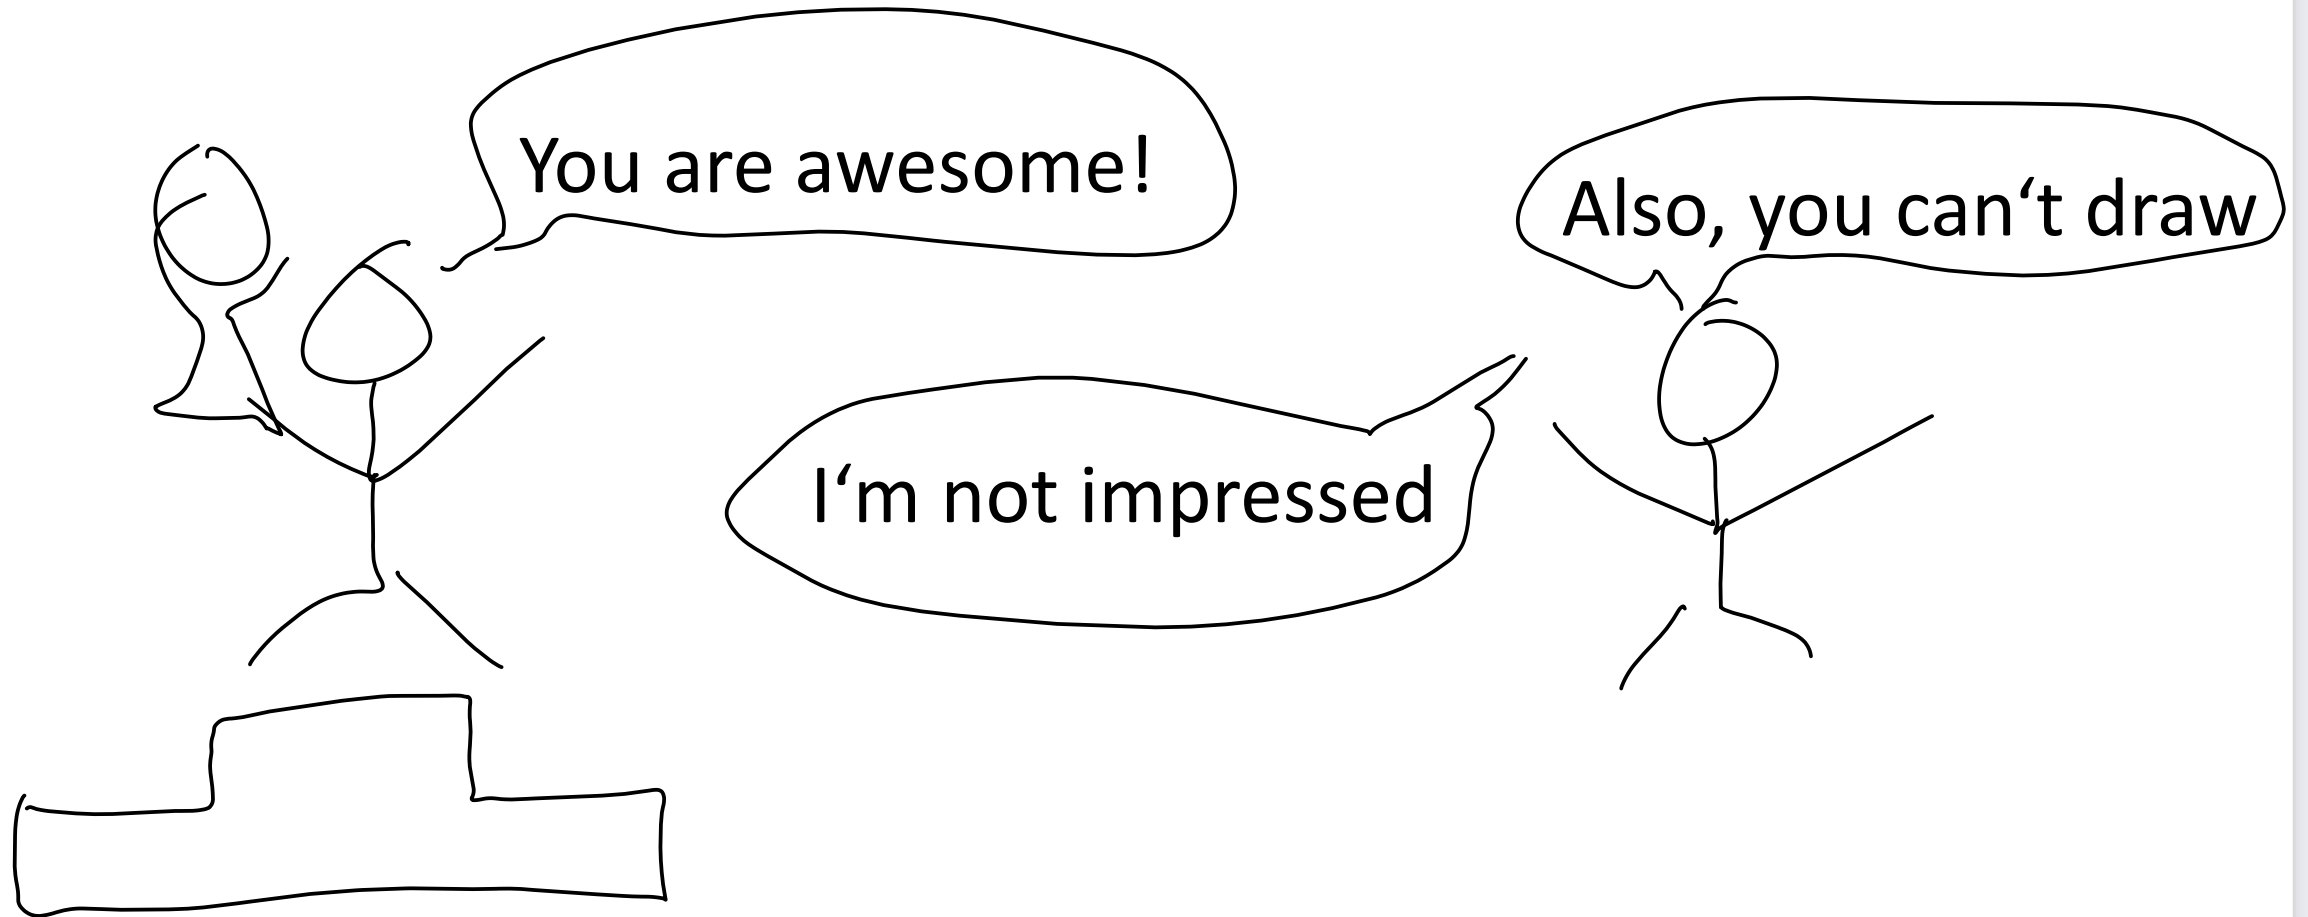 You are awesome!
I‘m not impressed
Also, you can‘t draw